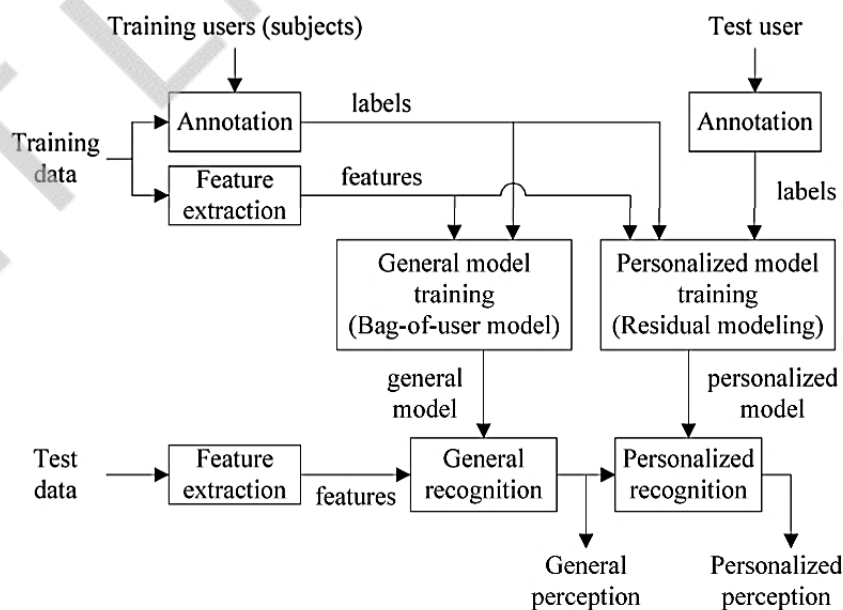 Training users (subjects)
Test user
Annotation
labels
Annotation
Training
data
Feature
extraction
features
labels
General model
training
(Bag-of-user model)
Personalized model
training
(Residual modeling)
general
model
personalized
model
Test
data
Feature
extraction
features
General
recognition
Personalized
recognition
General
perception
Personalized
perception